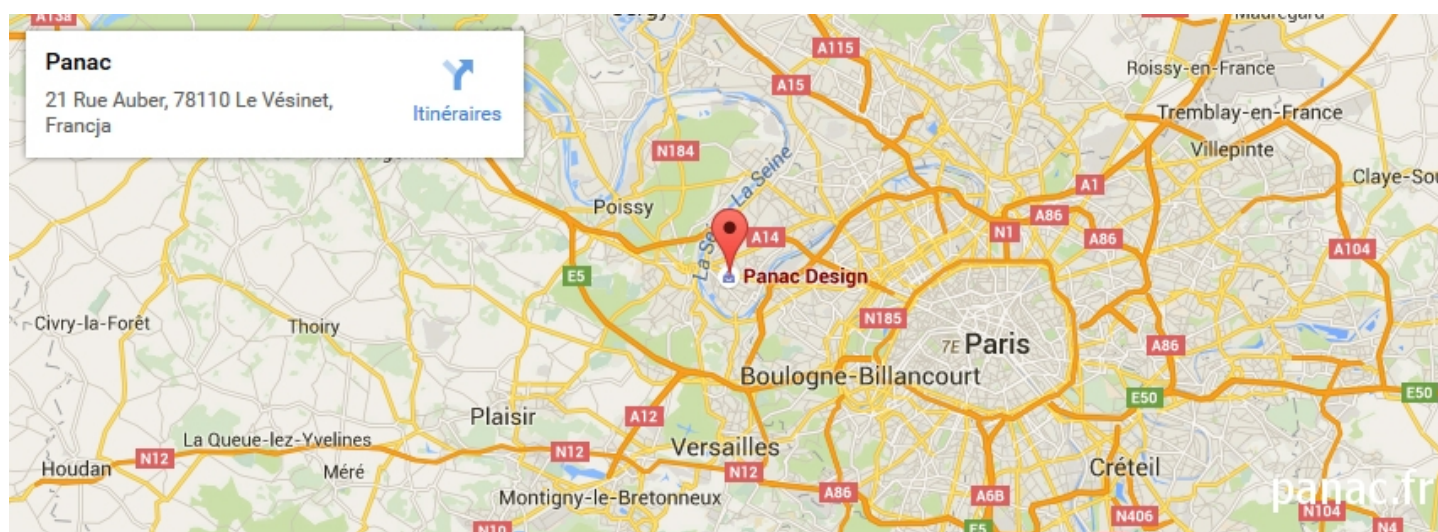 A13a
Panac
21 Rue Auber, 78110 Le Vésinet,
Francja
Itinéraires
A115
A15
Roissy-en-France
Tremblay-en-France
Villepinte
Claye-Sou
N184
La Seine
Poissy
A14
A1
A86
N1
A86
A104
E5
Panac Design
Civry-la-Forêt
Thoiry
N185
7E Paris
A86
Boulogne-Billancourt
E50
E50
Plaisir
A12
La Queue-lez-Yvelines
N12
N12
Versailles
Houdan
Méré
N12
Créteil
Montigny-le-Bretonneux
A86
A6B
panac.fr
N10
E5
N406
N104
N4